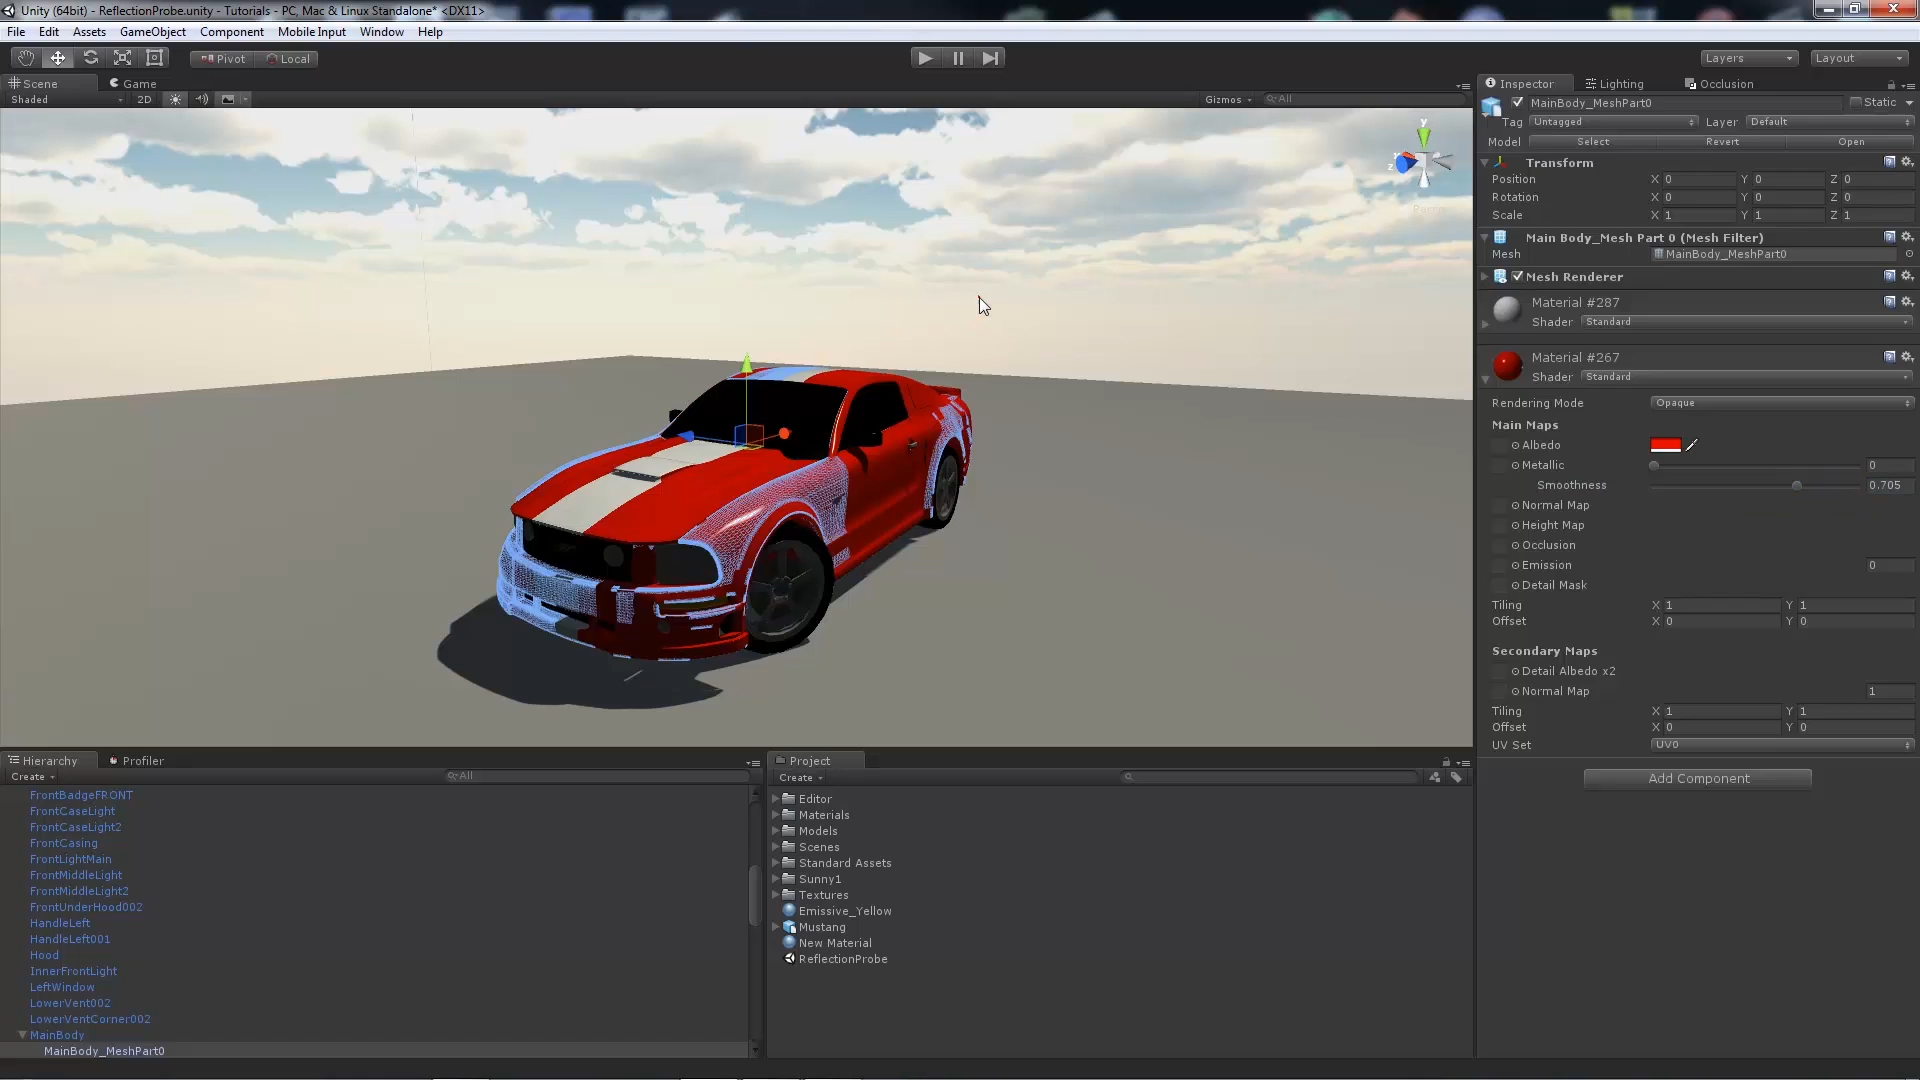 Unity (64bit) - ReflectionProbe.unity - Tutorials - PC, Mac & Linux Standalone* <DX11>
File Edit Assets GameObject Component Mobile Input Window Help
Pivot Local Layers Layout
Scene Game
Shaded 2D Gizmos All
y
z
Inspector Lighting Occlusion
MainBody_MeshPart0 Static
Tag Untagged Layer Default
Model Select Revert Open
Transform
Position X 0 Y 0 Z 0
Rotation X 0 Y 0 Z 0
Scale X 1 Y 1 Z 1
Main Body_Mesh Part 0 (Mesh Filter)
Mesh MainBody_MeshPart0
Mesh Renderer
Material #287
Shader Standard
Material #267
Shader Standard
Rendering Mode Opaque
Main Maps
Albedo
Metallic 0
Smoothness 0.705
Normal Map
Height Map
Occlusion
Emission 0
Detail Mask
Tiling X 1 Y 1
Offset X 0 Y 0
Secondary Maps
Detail Albedo x2
Normal Map 1
Tiling X 1 Y 1
Offset X 0 Y 0
UV Set UV0
Add Component
Hierarchy Profiler
Create All
FrontBadgeFRONT
FrontCaseLight
FrontCaseLight2
FrontCasing
FrontLightMain
FrontMiddleLight
FrontMiddleLight2
FrontUnderHood002
HandleLeft
HandleLeft001
Hood
InnerFrontLight
LeftWindow
LowerVent002
LowerVentCorner002
MainBody
MainBody_MeshPart0
Project
Create
Editor
Materials
Models
Scenes
Standard Assets
Sunny1
Textures
Emissive_Yellow
Mustang
New Material
ReflectionProbe